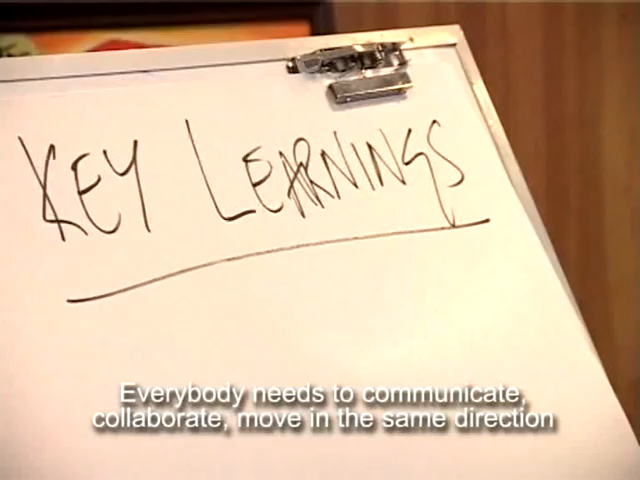 KEY LEARNINGS
Everybody needs to communicate,
collaborate, move in the same direction